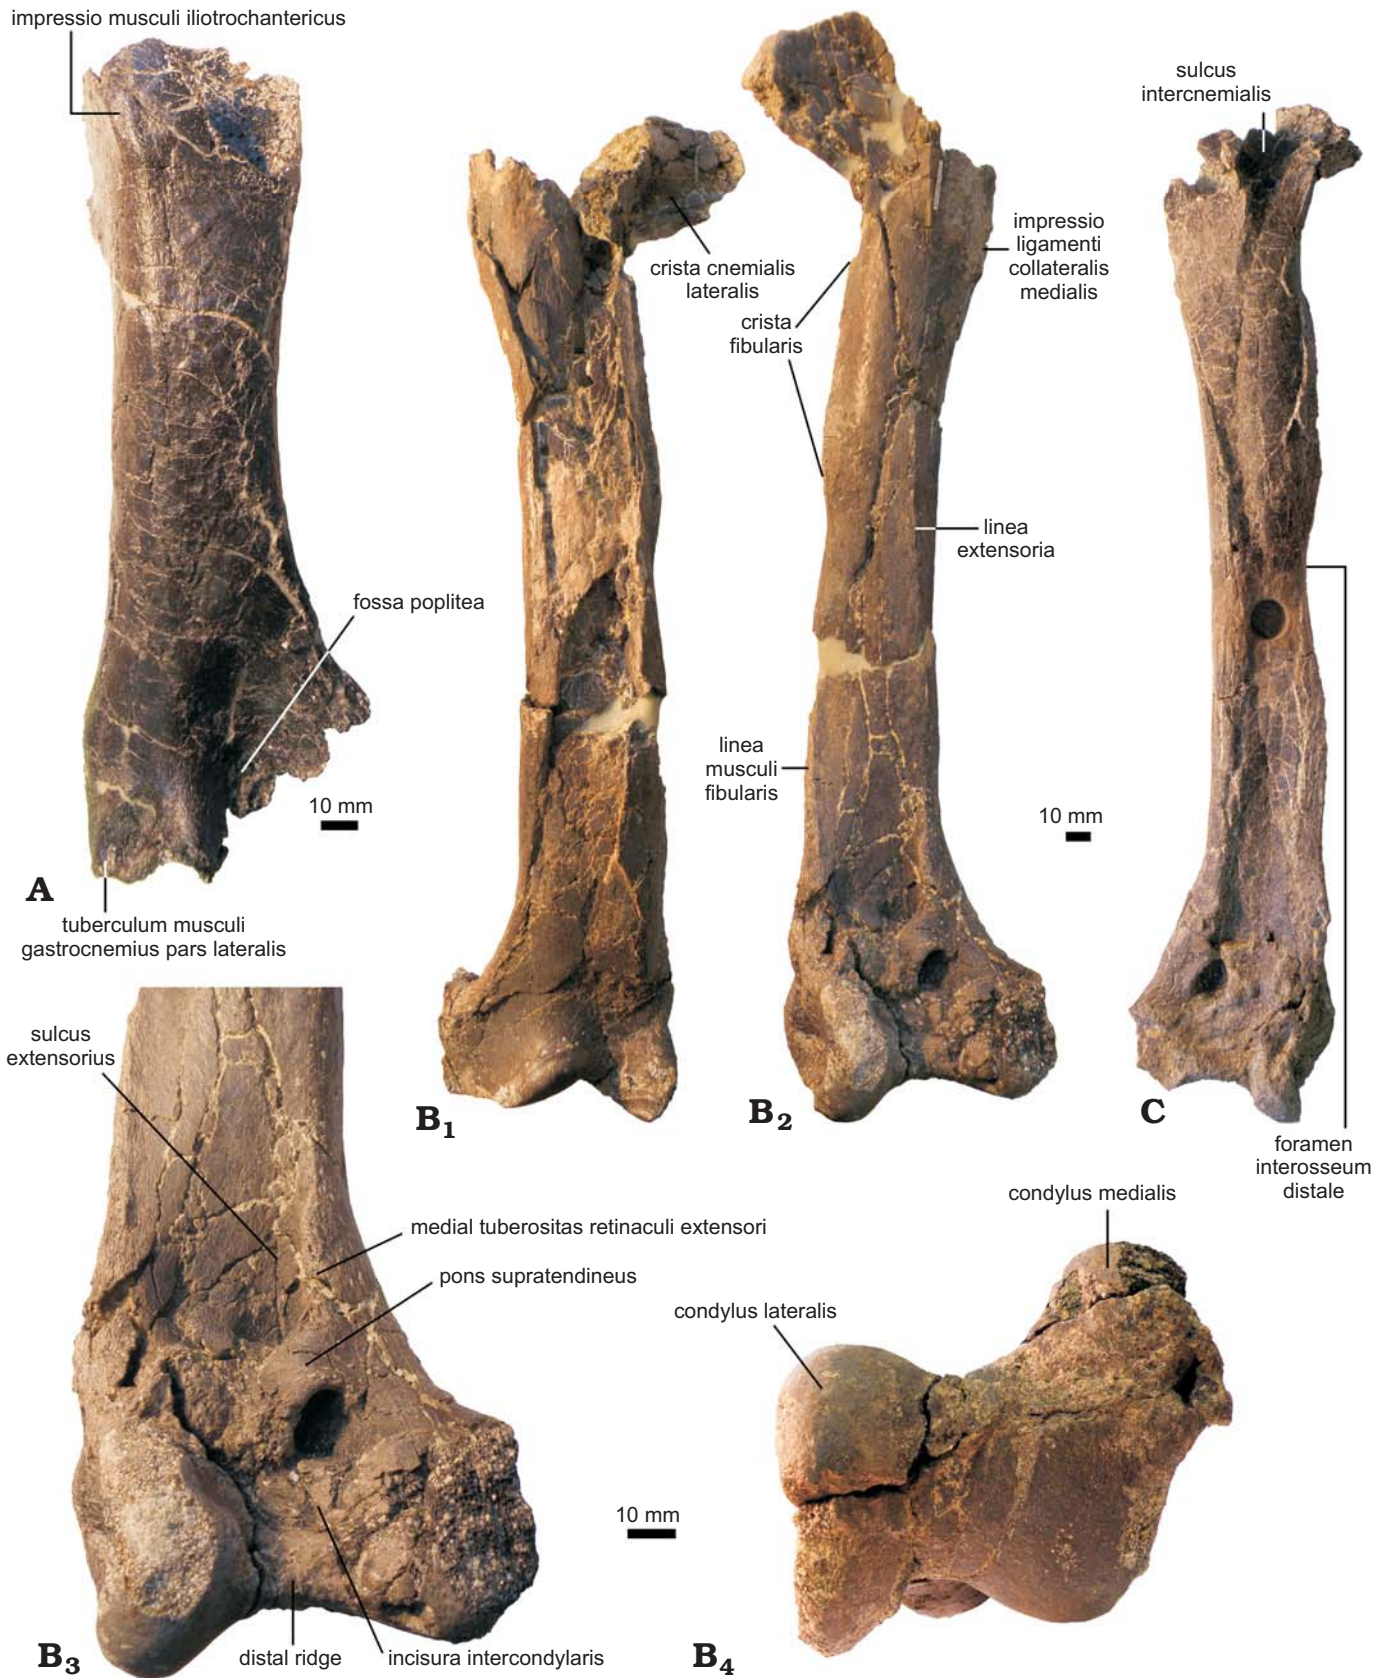 impressio musculi iliotrochantericus
sulcus
intercnemialis
crista cnemialis
lateralis
impressio
ligamenti
collateralis
medialis
crista
fibularis
linea
extensoria
fossa poplitea
linea
musculi
fibularis
10 mm
10 mm
A
tuberculum musculi
gastrocnemius pars lateralis
B1
B2
C
sulcus
extensorius
foramen
interosseum
distale
condylus medialis
medial tuberositas retinaculi extensori
pons supratendineus
condylus lateralis
10 mm
B3
distal ridge
incisura intercondylaris
B4